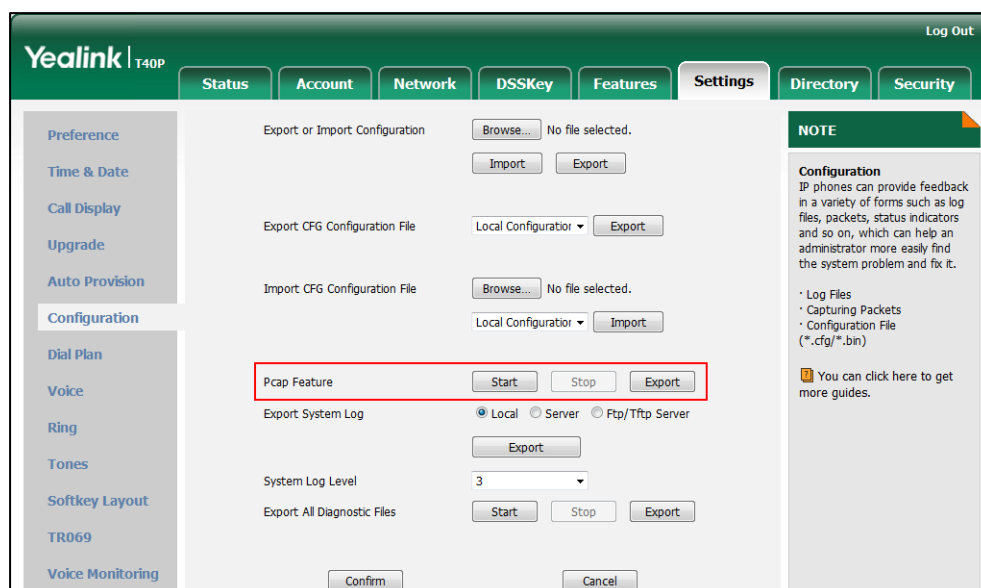 Log Out
Yealink | T40P
Status Account Network DSSKey Features Settings Directory Security
Preference
Time & Date
Call Display
Upgrade
Auto Provision
Configuration
Dial Plan
Voice
Ring
Tones
Softkey Layout
TR069
Voice Monitoring
Export or Import Configuration Browse... No file selected.
Import Export
Export CFG Configuration File Local Configuration Export
Import CFG Configuration File Browse... No file selected.
Local Configuration Import
Pcap Feature Start Stop Export
Export System Log Local Server Ftp/Tftp Server
Export
System Log Level 3
Export All Diagnostic Files Start Stop Export
Confirm Cancel
NOTE
Configuration
IP phones can provide feedback
in a variety of forms such as log
files, packets, status indicators
and so on, which can help an
administrator more easily find
the system problem and fix it.
· Log Files
· Capturing Packets
· Configuration File
(*.cfg/*.bin)
You can click here to get
more guides.